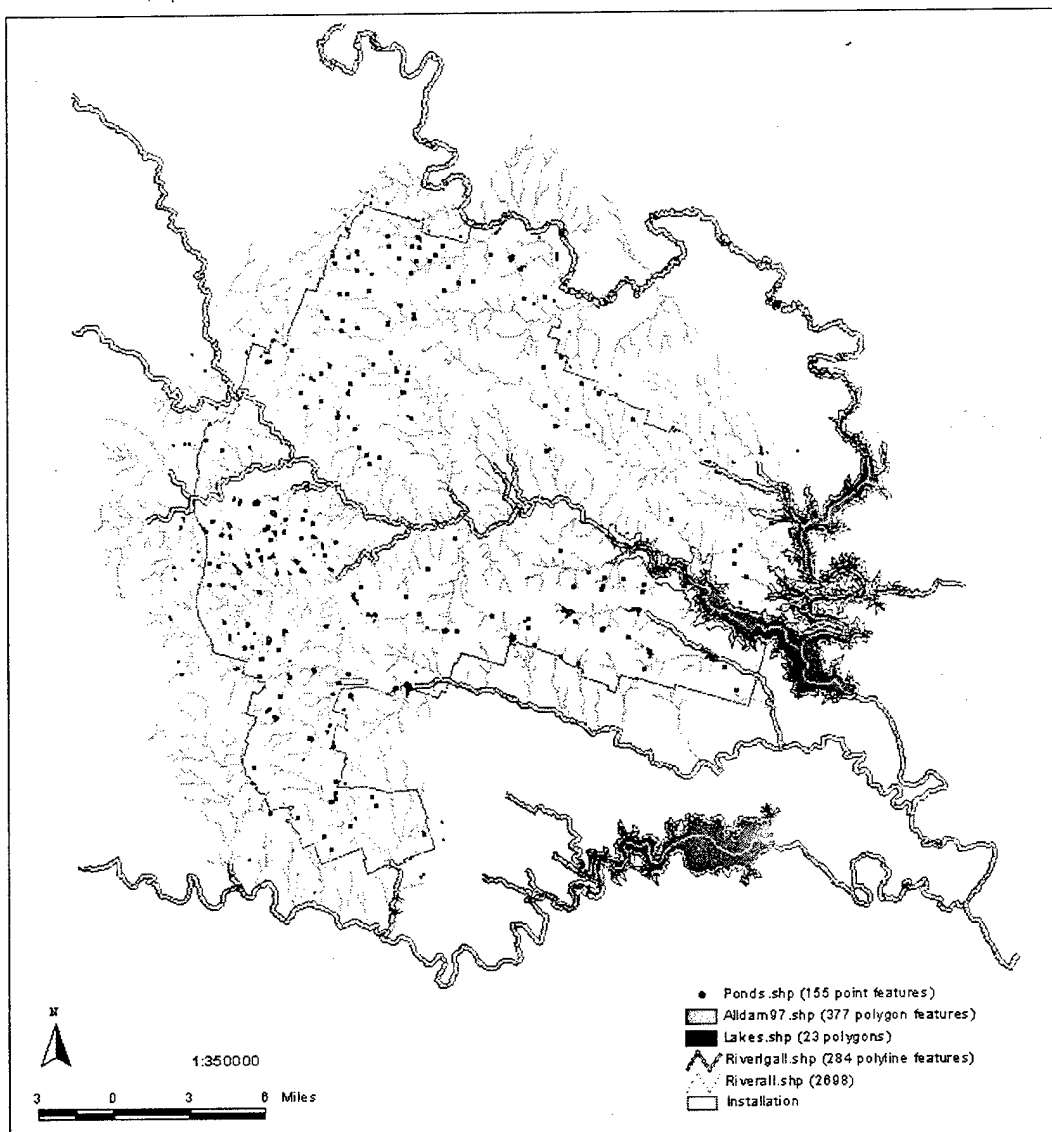 Ponds.shp (155 point features)
Alldam97.shp (377 polygon features)
Lakes.shp (23 polygons)
Riverlgall.shp (284 polyline features)
Riverall.shp (2698)
Installation
N
1:350000
3 0 3 6 Miles